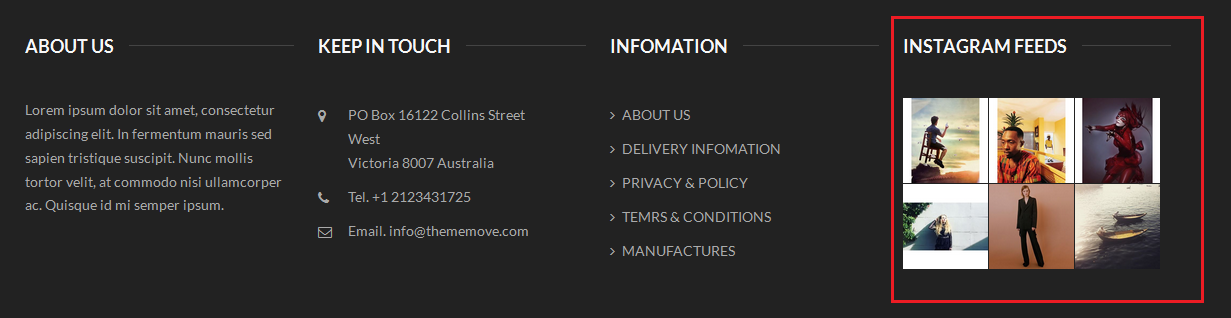 ABOUT US
Lorem ipsum dolor sit amet, consectetur
adipiscing elit. In fermentum mauris sed
sapien tristique suscipit. Nunc mollis
tortor velit, at commodo nisi ullamcorper
ac. Quisque id mi semper ipsum.
KEEP IN TOUCH
PO Box 16122 Collins Street
West
Victoria 8007 Australia
Tel. +1 2123431725
Email. info@thememove.com
INFOMATION
ABOUT US
DELIVERY INFOMATION
PRIVACY & POLICY
TEMRS & CONDITIONS
MANUFACTURES
INSTAGRAM FEEDS